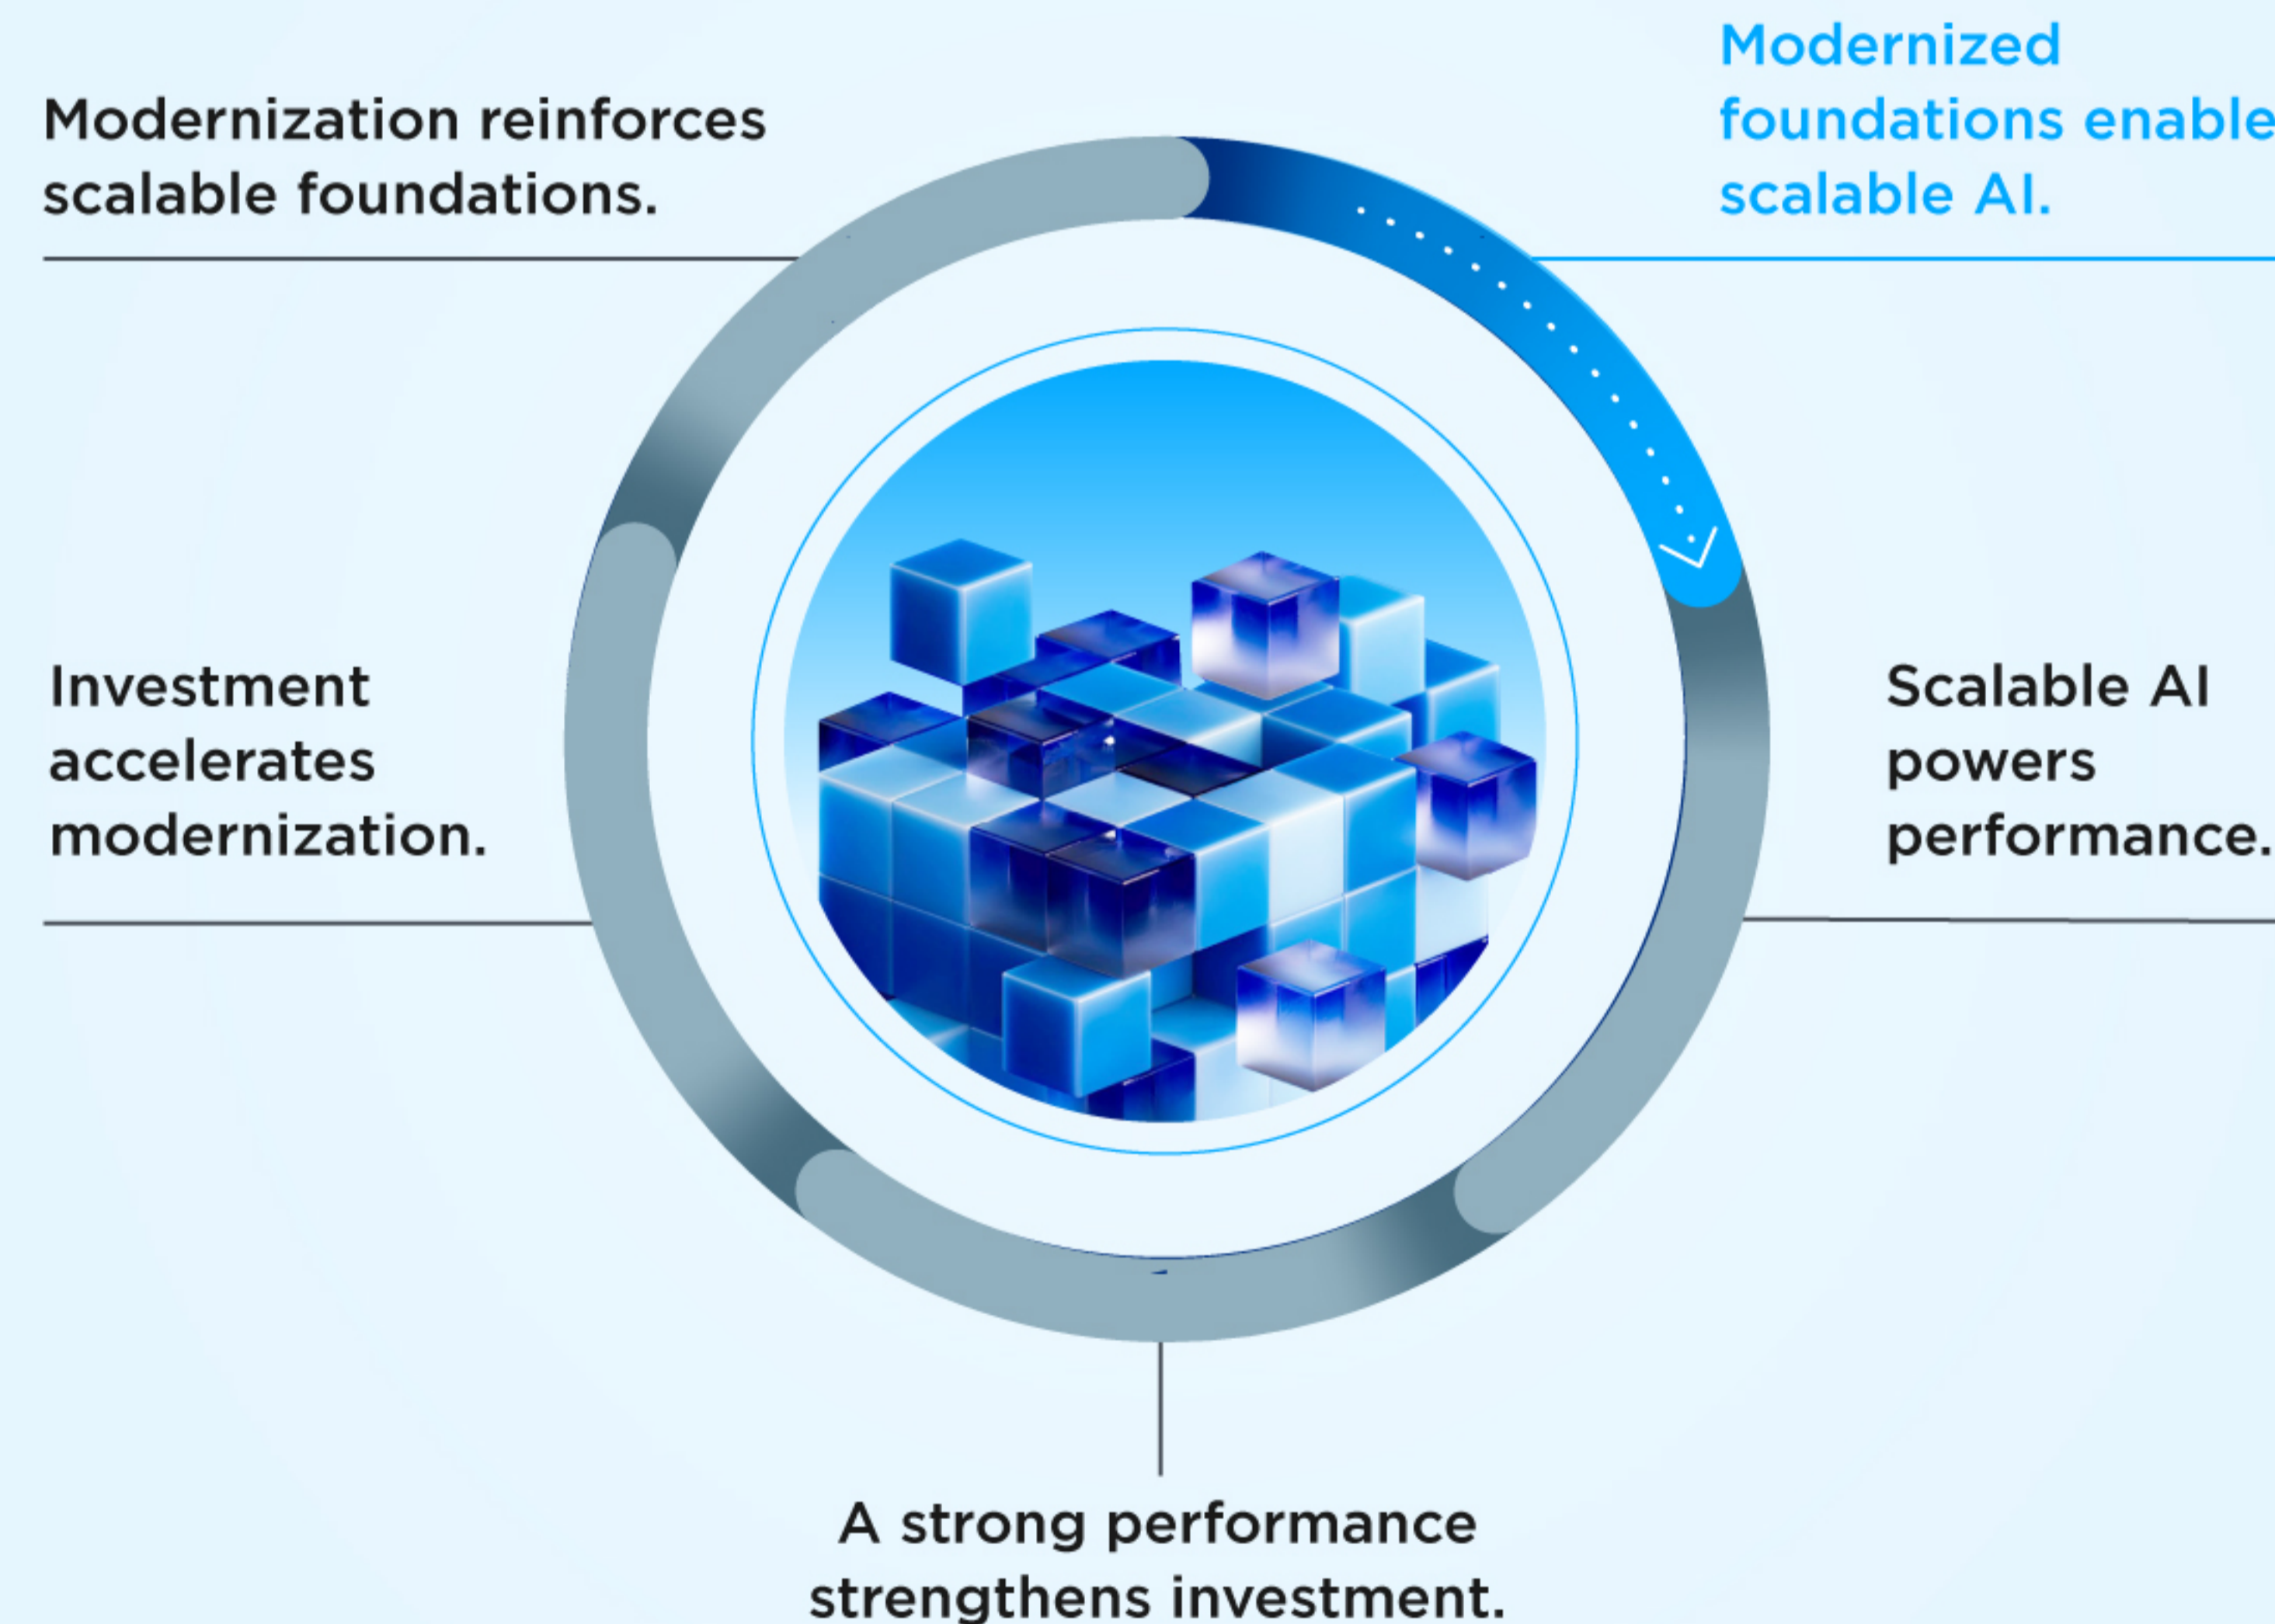 Modernization reinforces
scalable foundations.
Modernized
foundations enable
scalable AI.
Investment
accelerates
modernization.
Scalable AI
powers
performance.
A strong performance
strengthens investment.